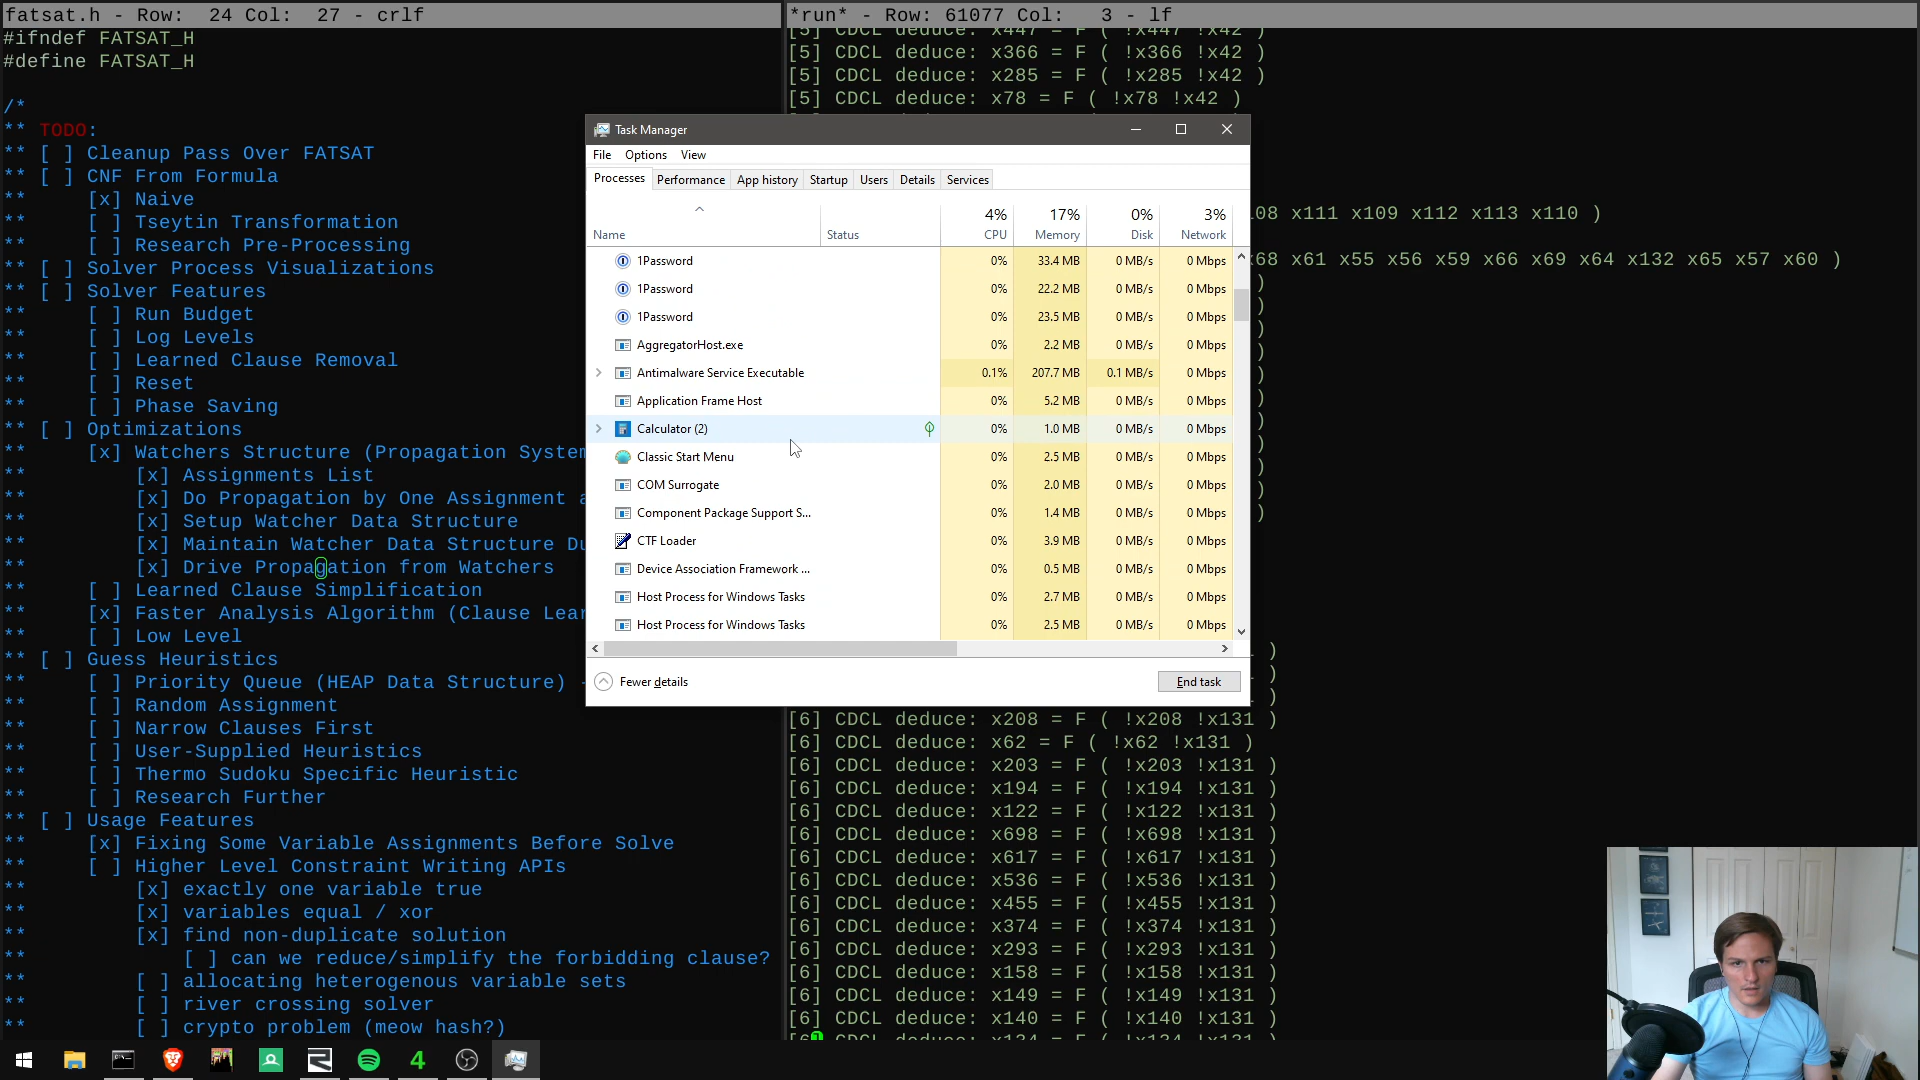 fatsat.h - Row:  24 Col:  27 - crlf
#ifndef FATSAT_H
#define FATSAT_H
/*
** TODO:
** [ ] Cleanup Pass Over FATSAT
** [ ] CNF From Formula
**     [x] Naive
**     [ ] Tseytin Transformation
**     [ ] Research Pre-Processing
** [ ] Solver Process Visualizations
** [ ] Solver Features
**     [ ] Run Budget
**     [ ] Log Levels
**     [ ] Learned Clause Removal
**     [ ] Reset
**     [ ] Phase Saving
** [ ] Optimizations
**     [x] Watchers Structure (Propagation System
**         [x] Assignments List
**         [x] Do Propagation by One Assignment
**         [x] Setup Watcher Data Structure
**         [x] Maintain Watcher Data Structure
**         [x] Drive Propagation from Watchers
**     [ ] Learned Clause Simplification
**     [x] Faster Analysis Algorithm (Clause
**     [ ] Low Level
** [ ] Guess Heuristics
**     [ ] Priority Queue (HEAP Data Structure) -
**     [ ] Random Assignment
**     [ ] Narrow Clauses First
**     [ ] User-Supplied Heuristics
**     [ ] Thermo Sudoku Specific Heuristic
**     [ ] Research Further
** [ ] Usage Features
**     [x] Fixing Some Variable Assignments Before Solve
**     [ ] Higher Level Constraint Writing APIs
**         [x] exactly one variable true
**         [x] variables equal / xor
**         [x] find non-duplicate solution
**             [ ] can we reduce/simplify the forbidding clause?
**         [ ] allocating heterogenous variable sets
**         [ ] river crossing solver
**         [ ] crypto problem (meow hash?)
*run* - Row: 61077 Col:   3 - lf
[5] CDCL deduce: x447 = F ( !x447 !x42 )
[5] CDCL deduce: x366 = F ( !x366 !x42 )
[5] CDCL deduce: x285 = F ( !x285 !x42 )
[5] CDCL deduce: x78 = F ( !x78 !x42 )
x111 x109 x112 x113 x110 )
x61 x55 x56 x59 x66 x69 x64 x132 x65 x57 x60 )
)
)
)
)
)
)
)
)
)
)
)
)
)
)
[6] CDCL deduce: x208 = F ( !x208 !x131 )
[6] CDCL deduce: x62 = F ( !x62 !x131 )
[6] CDCL deduce: x203 = F ( !x203 !x131 )
[6] CDCL deduce: x194 = F ( !x194 !x131 )
[6] CDCL deduce: x122 = F ( !x122 !x131 )
[6] CDCL deduce: x698 = F ( !x698 !x131 )
[6] CDCL deduce: x617 = F ( !x617 !x131 )
[6] CDCL deduce: x536 = F ( !x536 !x131 )
[6] CDCL deduce: x455 = F ( !x455 !x131 )
[6] CDCL deduce: x374 = F ( !x374 !x131 )
[6] CDCL deduce: x293 = F ( !x293 !x131 )
[6] CDCL deduce: x158 = F ( !x158 !x131 )
[6] CDCL deduce: x149 = F ( !x149 !x131 )
[6] CDCL deduce: x140 = F ( !x140 !x131 )
CDCL deduce: x134 = F ( !x134 !x131 )
Task Manager
File Options View
Processes Performance App history Startup Users Details Services
4% 17% 0% 3%
Name Status CPU Memory Disk Network
1Password 0% 33.4 MB 0 MB/s 0 Mbps
1Password 0% 22.2 MB 0 MB/s 0 Mbps
1Password 0% 23.5 MB 0 MB/s 0 Mbps
AggregatorHost.exe 0% 2.2 MB 0 MB/s 0 Mbps
Antimalware Service Executable 0.1% 207.7 MB 0.1 MB/s 0 Mbps
Application Frame Host 0% 5.2 MB 0 MB/s 0 Mbps
Calculator (2) 0% 1.0 MB 0 MB/s 0 Mbps
Classic Start Menu 0% 2.5 MB 0 MB/s 0 Mbps
COM Surrogate 0% 2.0 MB 0 MB/s 0 Mbps
Component Package Support S... 0% 1.4 MB 0 MB/s 0 Mbps
CTF Loader 0% 3.9 MB 0 MB/s 0 Mbps
Device Association Framework ... 0% 0.5 MB 0 MB/s 0 Mbps
Host Process for Windows Tasks 0% 2.7 MB 0 MB/s 0 Mbps
Host Process for Windows Tasks 0% 2.5 MB 0 MB/s 0 Mbps
Fewer details
End task
4